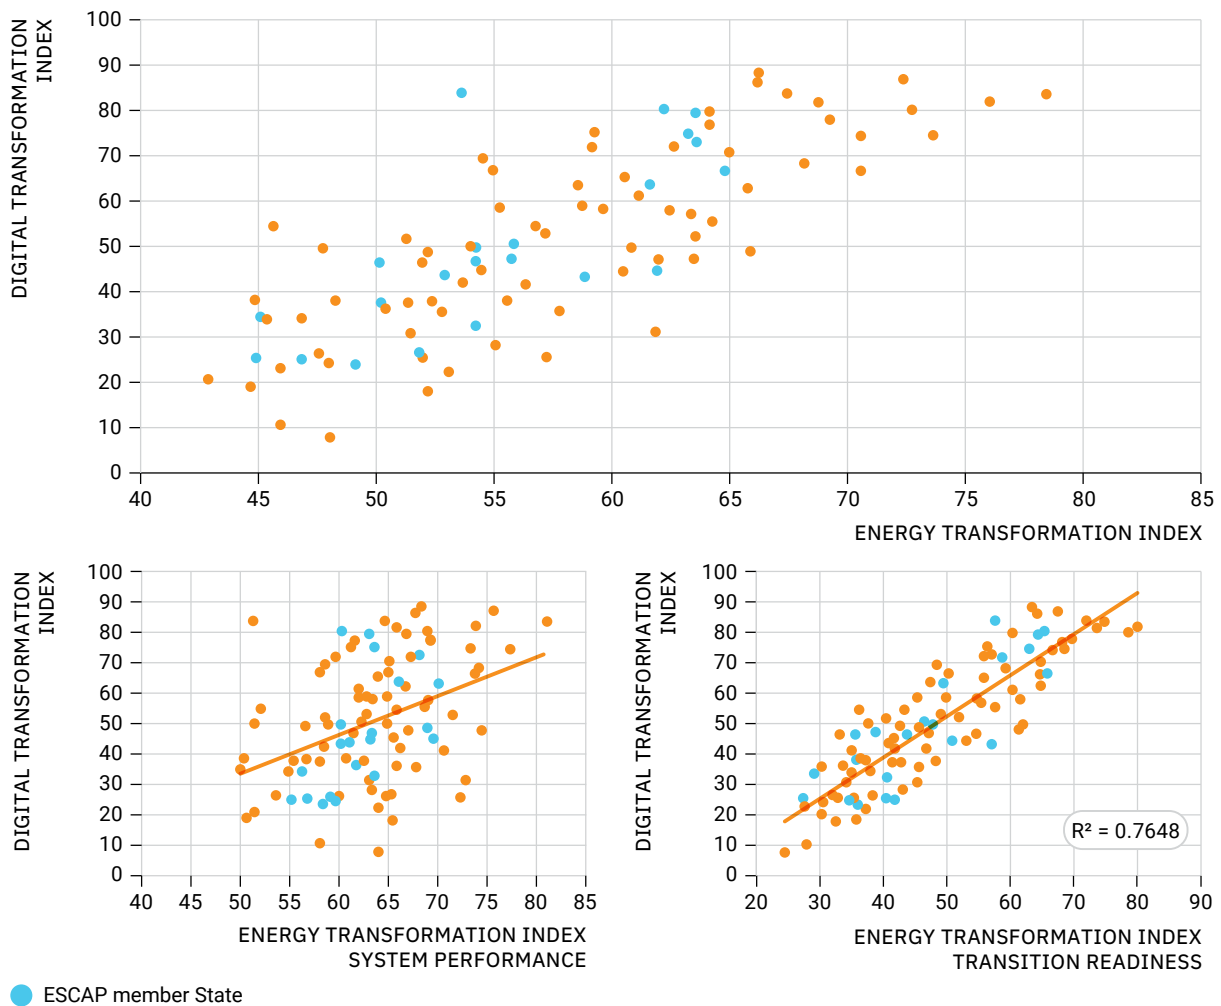 DIGITAL TRANSFORMATION
INDEX
100
90
80
70
60
50
40
30
20
10
0
40 45 50 55 60 65 70 75 80 85
ENERGY TRANSFORMATION INDEX
DIGITAL TRANSFORMATION
INDEX
100
90
80
70
60
50
40
30
20
10
0
40 45 50 55 60 65 70 75 80 85
ENERGY TRANSFORMATION INDEX
SYSTEM PERFORMANCE
DIGITAL TRANSFORMATION
INDEX
100
90
80
70
60
50
40
30
20
10
0
R² = 0.7648
20 30 40 50 60 70 80 90
ENERGY TRANSFORMATION INDEX
TRANSITION READINESS
ESCAP member State